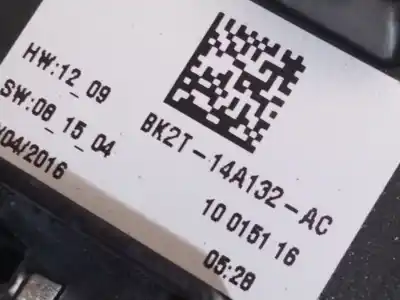 HW:12_09
SW:08_15_04
/04/2016
BK2T-14A132-AC
10 0151 16
05:28